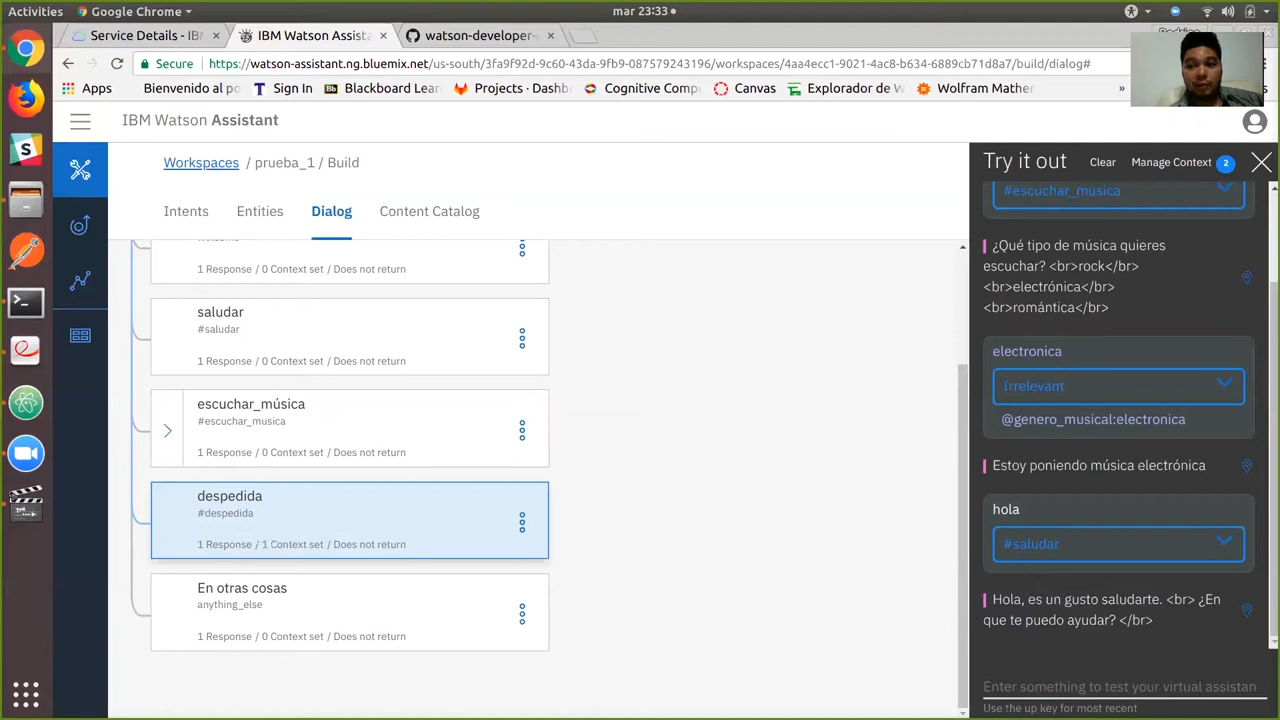 Activities
Google Chrome
mar 23:33
Service Details - IB
IBM Watson Assist
watson-developer-
Secure
https://watson-assistant.ng.bluemix.net/us-south/3fa9f92d-9c60-43da-9fb9-087579243196/workspaces/4aa4ecc1-9021-4ac8-b634-6889cb71d8a7/build/dialog#
Apps
Bienvenido al po
Sign In
Blackboard Lear
Projects · Dashb
Cognitive Comp
Canvas
Explorador de
Wolfram Mathe
»
IBM Watson Assistant
Workspaces / prueba_1 / Build
Intents
Entities
Dialog
Content Catalog
1 Response / 0 Context set / Does not return
saludar
#saludar
1 Response / 0 Context set / Does not return
escuchar_música
#escuchar_musica
1 Response / 0 Context set / Does not return
despedida
#despedida
1 Response / 1 Context set / Does not return
En otras cosas
anything_else
1 Response / 0 Context set / Does not return
Try it out
Clear
Manage Context 2
#escuchar_musica
¿Qué tipo de música quieres
escuchar? <br>rock</br>
<br>electrónica</br>
<br>romántica</br>
electronica
Irrelevant
@genero_musical:electronica
Estoy poniendo música electrónica
hola
#saludar
Hola, es un gusto saludarte. <br> ¿En
que te puedo ayudar? </br>
Enter something to test your virtual assistan
Use the up key for most recent